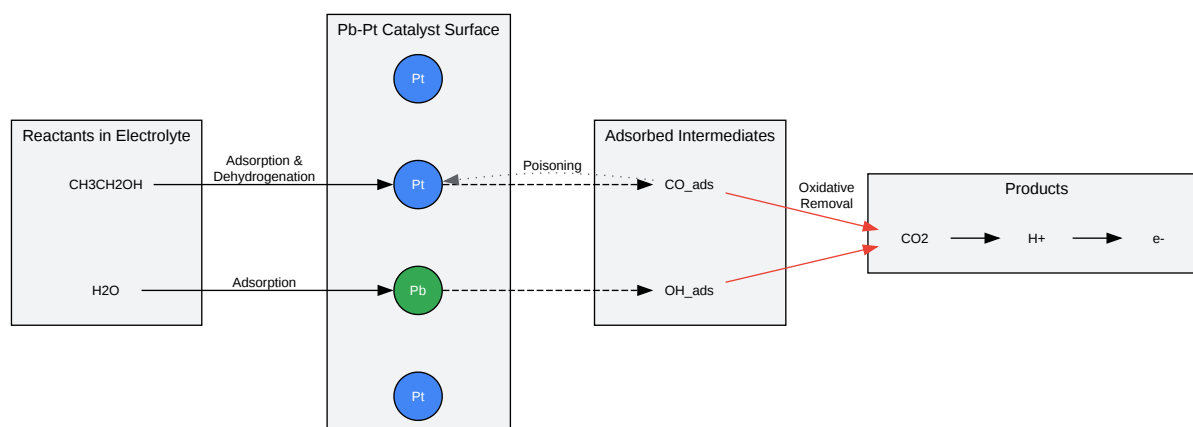 Pb-Pt Catalyst Surface
Pt
Reactants in Electrolyte
Adsorbed Intermediates
Adsorption &
Dehydrogenation
Poisoning
CH3CH2OH
Pt
CO_ads
Oxidative
Removal
Products
CO2
H+
e-
H2O
Adsorption
Pb
OH_ads
Pt